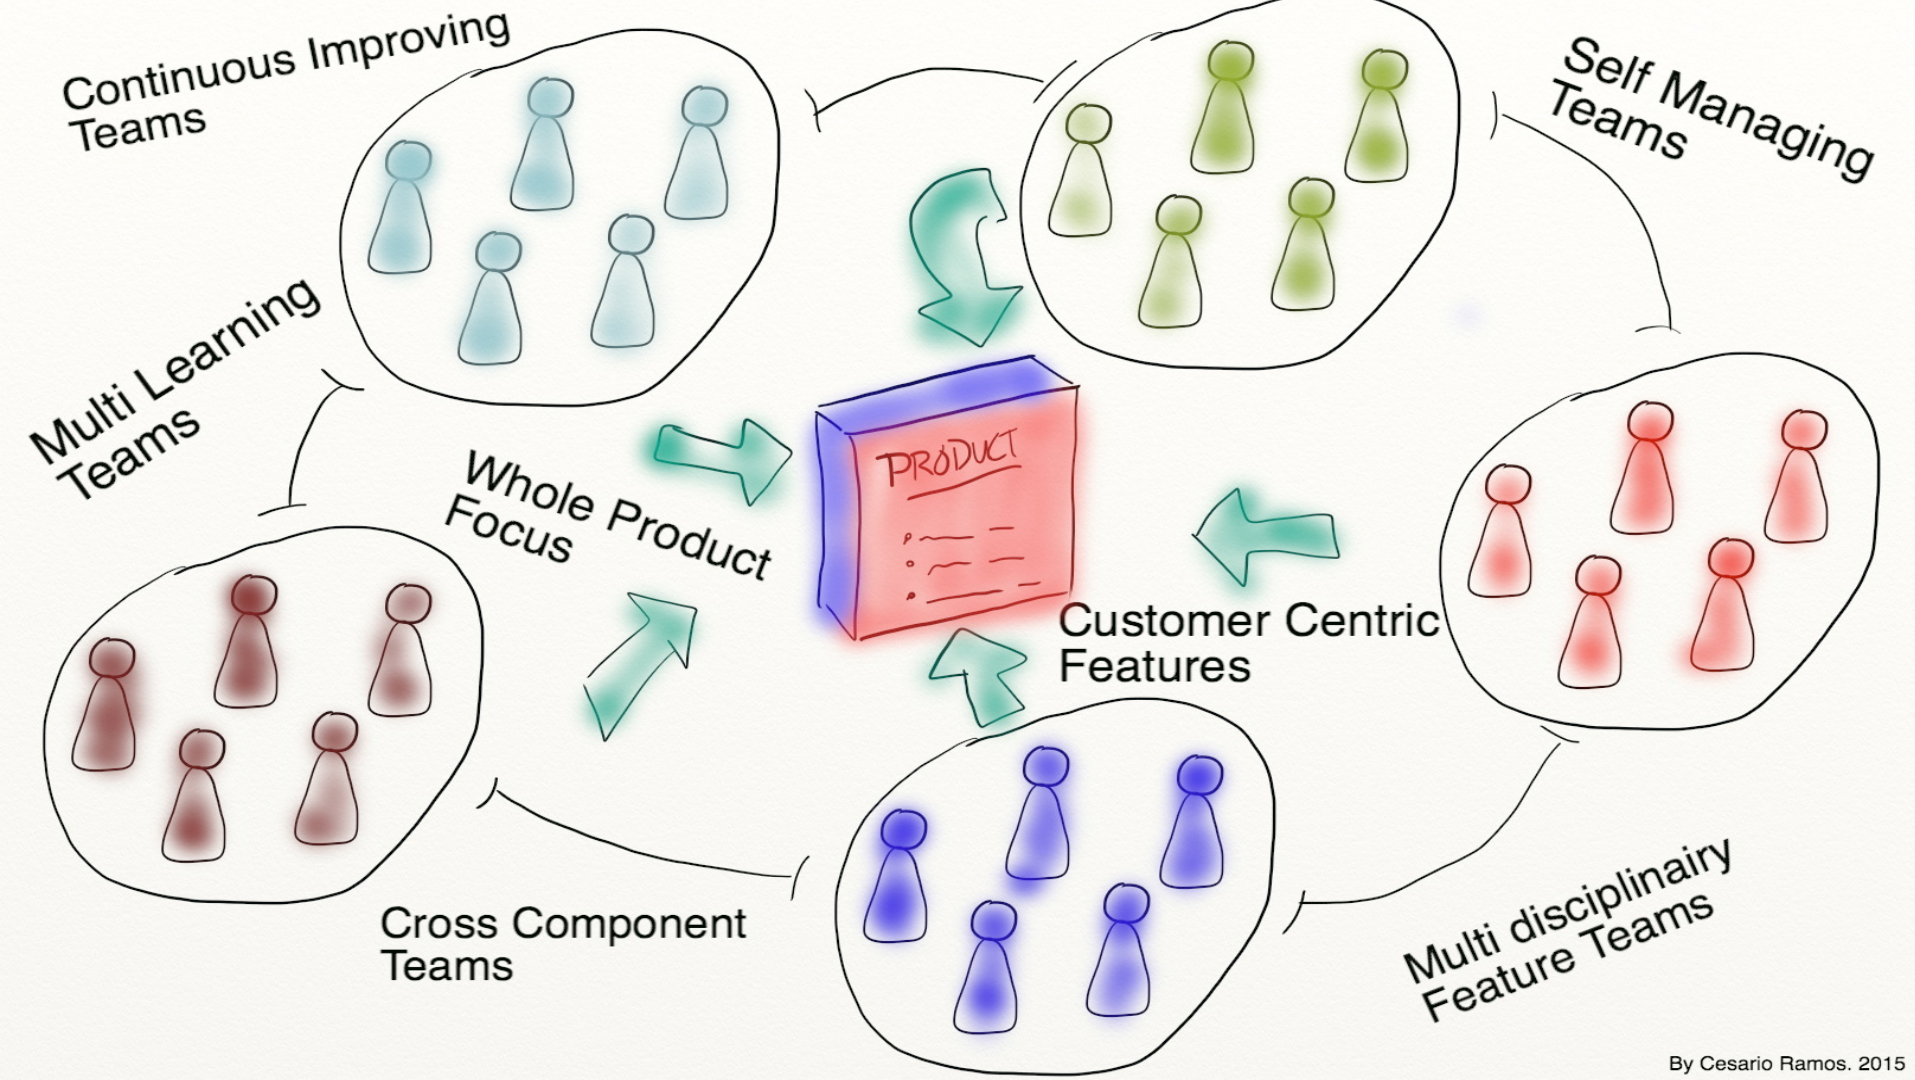 Continuous Improving
Teams
Self Managing
Teams
Multi Learning
Teams
Whole Product
Focus
PRODUCT
Customer Centric
Features
Cross Component
Teams
Multi disciplinairy
Feature Teams
By Cesario Ramos. 2015